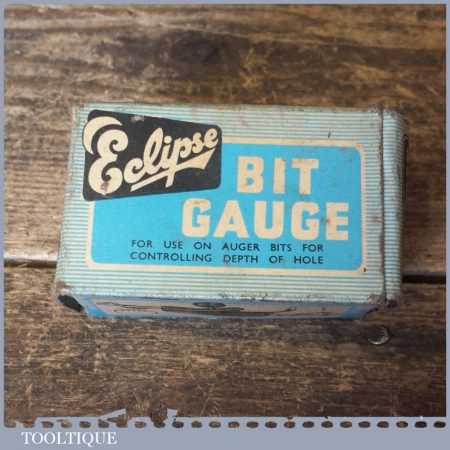 Eclipse
BIT
GAUGE
FOR USE ON AUGER BITS FOR
CONTROLLING DEPTH OF HOLE
TOOLTIQUE